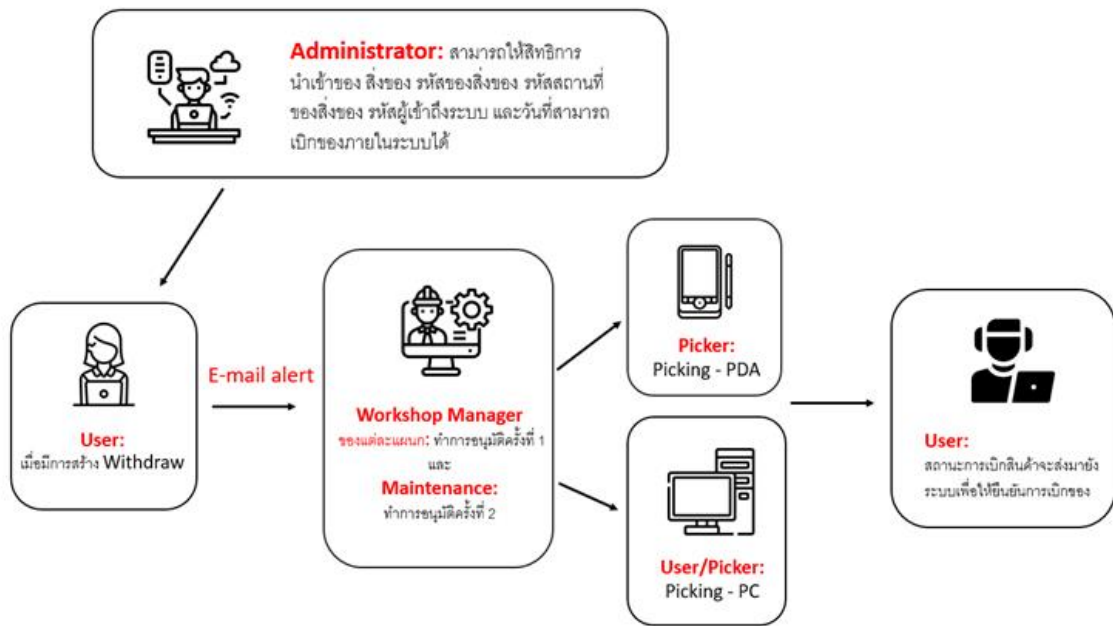 Administrator: สามารถให้สิทธิการ
นำเข้าของ สิ่งของ รหัสของสิ่งของ รหัสสถานที่
ของสิ่งของ รหัสผู้เข้าถึงระบบ และวันที่สามารถ
เบิกของภายในระบบได้
User:
เมื่อมีการสร้าง Withdraw
E-mail alert
Workshop Manager
ของแต่ละแผนก: ทำการอนุมัติครั้งที่ 1
และ
Maintenance:
ทำการอนุมัติครั้งที่ 2
Picker:
Picking - PDA
User/Picker:
Picking - PC
User:
สถานะการเบิกสินค้าจะส่งมายัง
ระบบเพื่อให้ยืนยันการเบิกของ